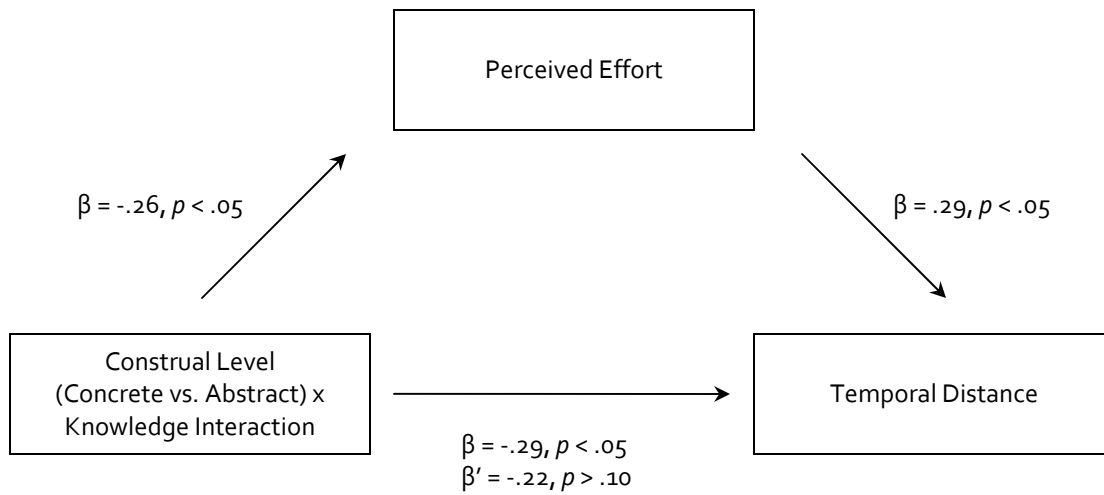 Perceived Effort
β = -.26, p < .05
β = .29, p < .05
Construal Level
(Concrete vs. Abstract) x
Knowledge Interaction
Temporal Distance
β = -.29, p < .05
β′ = -.22, p > .10